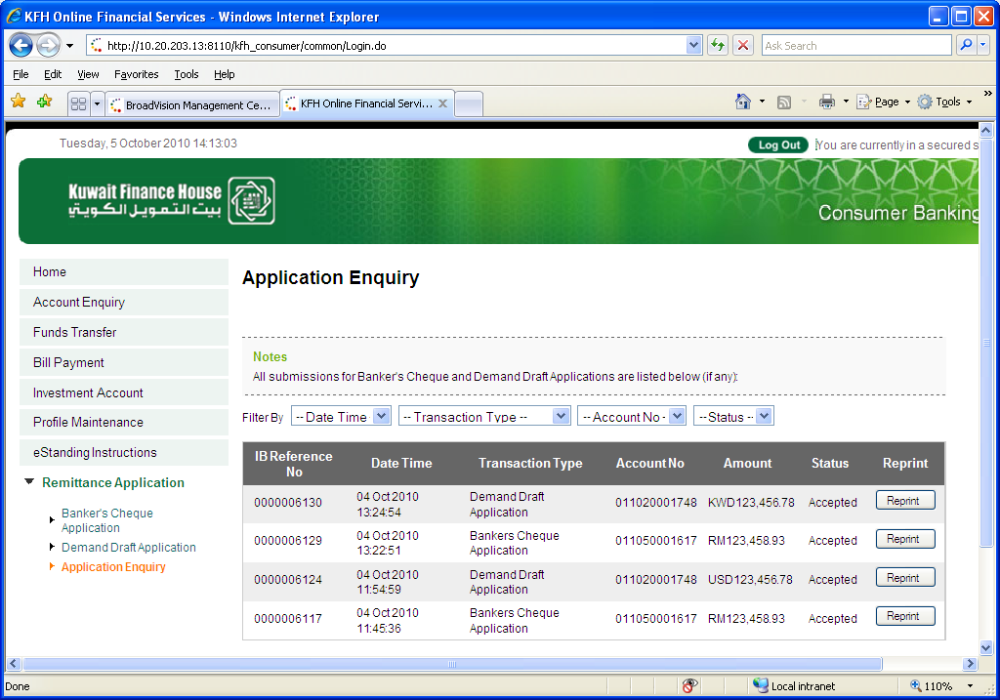 KFH Online Financial Services - Windows Internet Explorer
http://10.20.203.13:8110/kfh_consumer/common/Login.do
Ask Search
File Edit View Favorites Tools Help
BroadVision Management Ce...
KFH Online Financial Servi...
Page Tools
Tuesday, 5 October 2010 14:13:03
Log Out
You are currently in a secured s
Kuwait Finance House
بيت التمويل الكويتي
Consumer Banking
Home
Account Enquiry
Funds Transfer
Bill Payment
Investment Account
Profile Maintenance
eStanding Instructions
Remittance Application
Banker's Cheque
Application
Demand Draft Application
Application Enquiry
Application Enquiry
Notes
All submissions for Banker's Cheque and Demand Draft Applications are listed below (if any):
Filter By -- Date Time -- Transaction Type -- -- Account No - --Status --
IB Reference No Date Time Transaction Type Account No Amount Status Reprint
0000006130 04 Oct 2010 13:24:54 Demand Draft Application 011020001748 KWD123,456.78 Accepted Reprint
0000006129 04 Oct 2010 13:22:51 Bankers Cheque Application 011050001617 RM123,458.93 Accepted Reprint
0000006124 04 Oct 2010 11:54:59 Demand Draft Application 011020001748 USD123,456.78 Accepted Reprint
0000006117 04 Oct 2010 11:45:36 Bankers Cheque Application 011050001617 RM123,458.93 Accepted Reprint
Done
Local intranet
110%